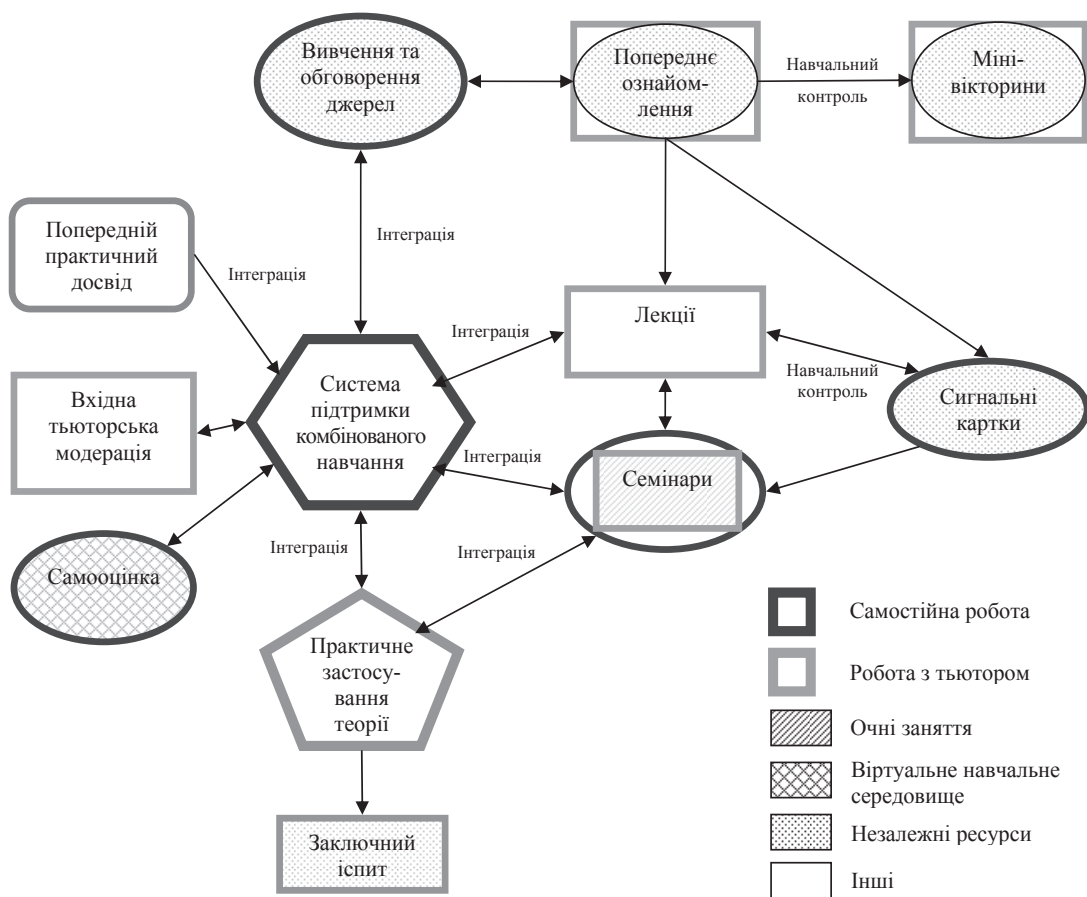 Вивчення та
обговорення
джерел
Попереднє
ознайом-
лення
Навчальний
контроль
Міні-
вікторини
Попередній
практичний
досвід
Інтеграція
Інтеграція
Лекції
Інтеграція
Навчальний
контроль
Сигнальні
картки
Вхідна
тьюторська
модерація
Система
підтримки
комбінованого
навчання
Інтеграція
Семінари
Самооцінка
Інтеграція
Інтеграція
Практичне
застосу-
вання
теорії
Заключний
іспит
Самостійна робота
Робота з тьютором
Очні заняття
Віртуальне навчальне
середовище
Незалежні ресурси
Інші